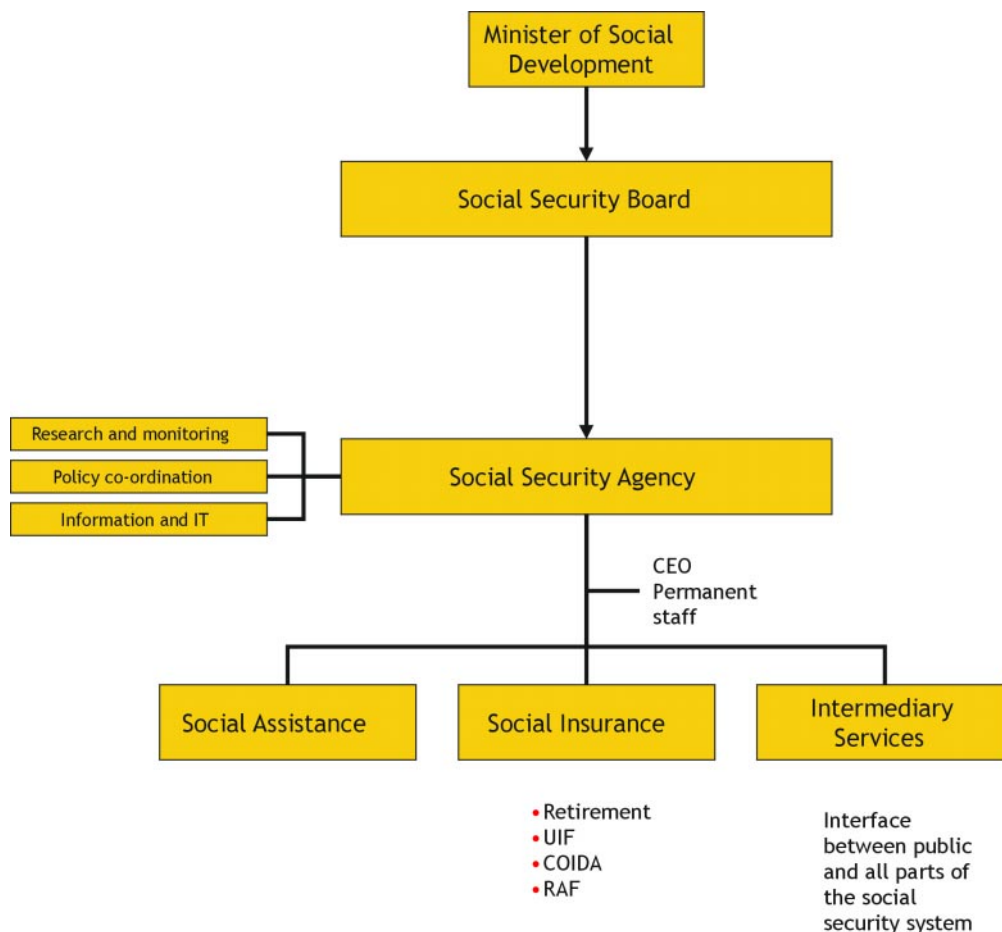 Minister of Social
Development
Social Security Board
Research and monitoring
Policy co-ordination
Information and IT
Social Security Agency
CEO
Permanent
staff
Social Assistance
Social Insurance
Intermediary
Services
• Retirement
• UIF
• COIDA
• RAF
Interface
between public
and all parts of
the social
security system